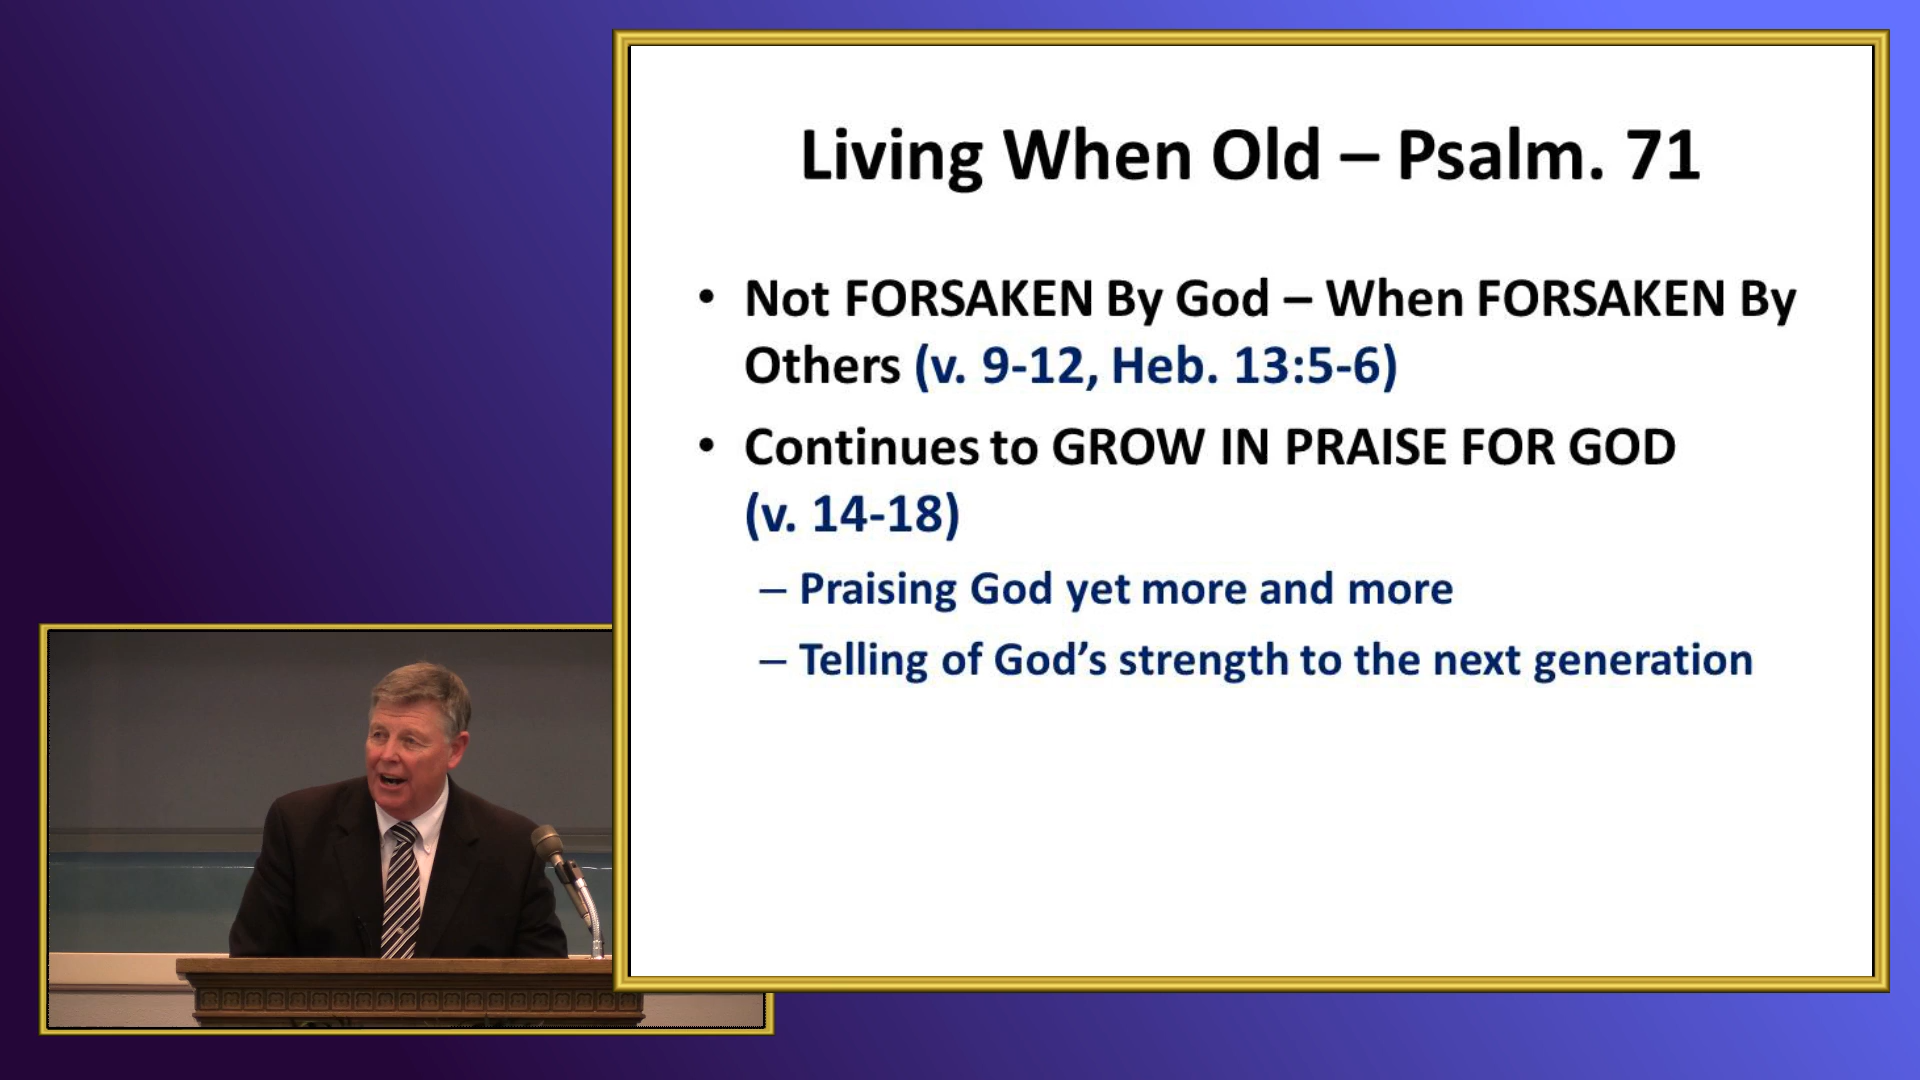 Living When Old – Psalm. 71
• Not FORSAKEN By God – When FORSAKEN By
Others (v. 9-12, Heb. 13:5-6)
• Continues to GROW IN PRAISE FOR GOD
(v. 14-18)
– Praising God yet more and more
– Telling of God’s strength to the next generation